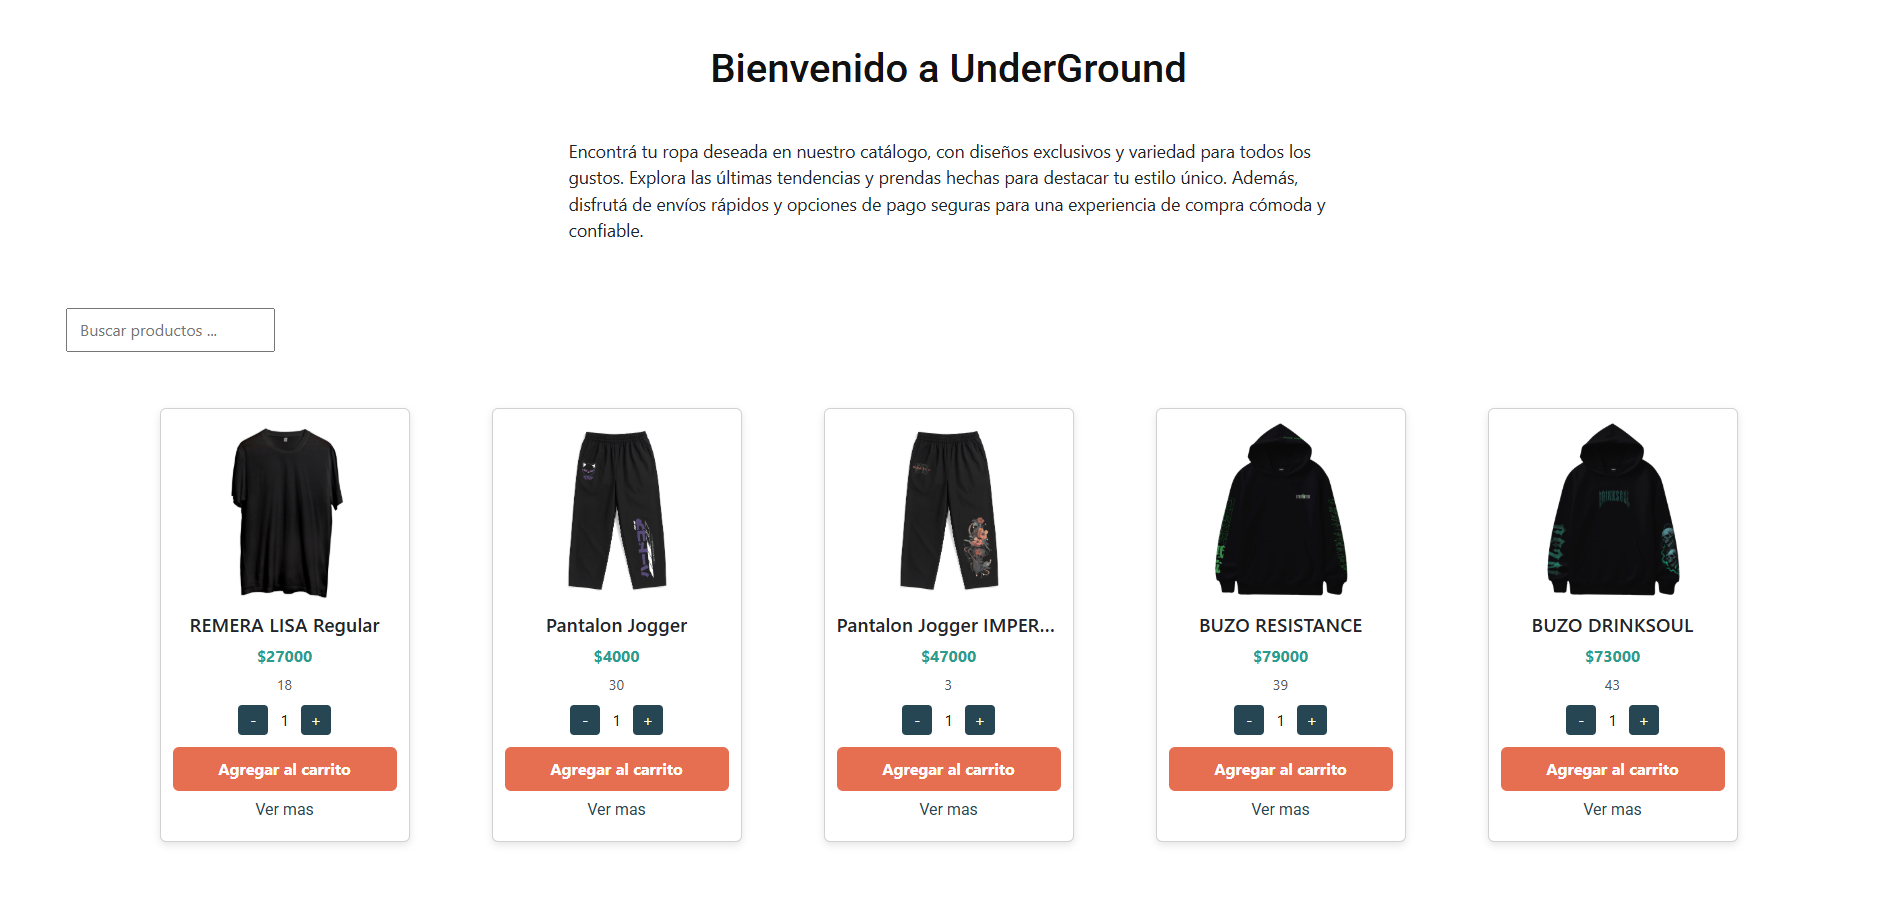 Bienvenido a UnderGround
Encontrá tu ropa deseada en nuestro catálogo, con diseños exclusivos y variedad para todos los
gustos. Explora las últimas tendencias y prendas hechas para destacar tu estilo único. Además,
disfrutá de envíos rápidos y opciones de pago seguras para una experiencia de compra cómoda y
confiable.
Buscar productos ...
DRINKSOUL
REMERA LISA Regular
$27000
18
- 1 +
Agregar al carrito
Ver mas
Pantalon Jogger
$4000
30
- 1 +
Agregar al carrito
Ver mas
Pantalon Jogger IMPER...
$47000
3
- 1 +
Agregar al carrito
Ver mas
BUZO RESISTANCE
$79000
39
- 1 +
Agregar al carrito
Ver mas
BUZO DRINKSOUL
$73000
43
- 1 +
Agregar al carrito
Ver mas